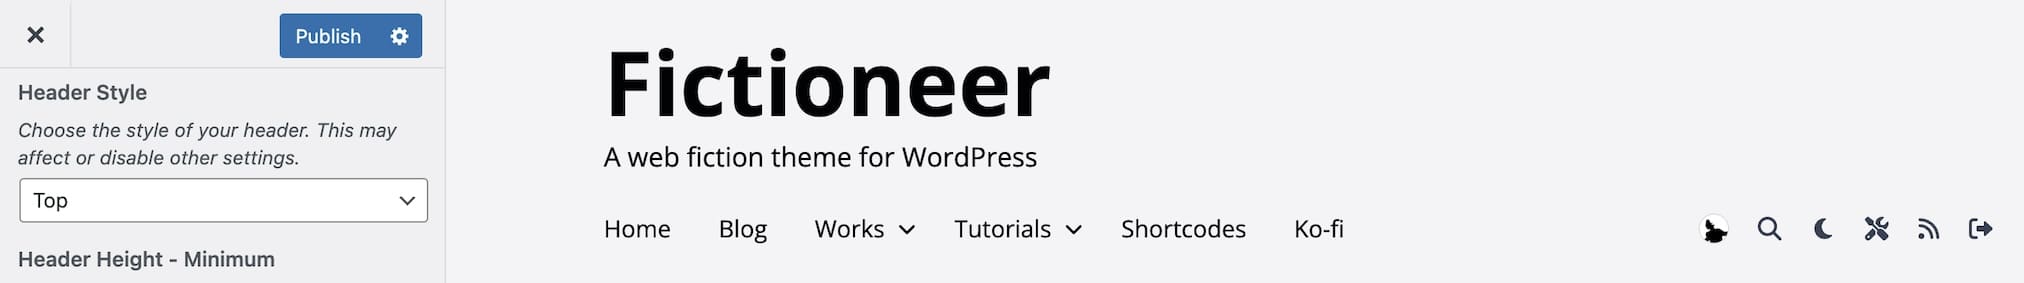 Publish
Header Style
Choose the style of your header. This may
affect or disable other settings.
Top
Header Height - Minimum
Fictioneer
A web fiction theme for WordPress
Home Blog Works Tutorials Shortcodes Ko-fi